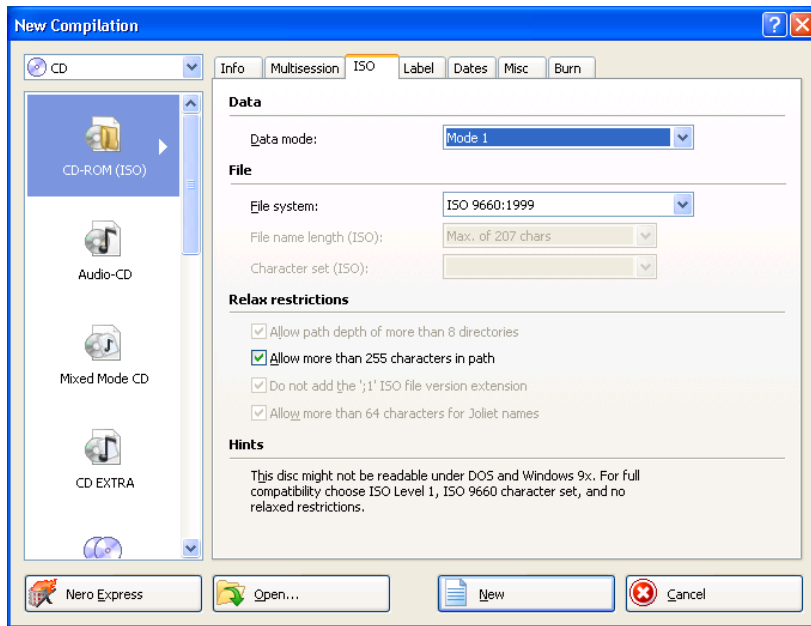 New Compilation
CD
CD-ROM (ISO)
Audio-CD
Mixed Mode CD
CD EXTRA
Info Multisession ISO Label Dates Misc Burn
Data
Data mode: Mode 1
File
File system: ISO 9660:1999
File name length (ISO): Max. of 207 chars
Character set (ISO):
Relax restrictions
Allow path depth of more than 8 directories
Allow more than 255 characters in path
Do not add the ';1' ISO file version extension
Allow more than 64 characters for Joliet names
Hints
This disc might not be readable under DOS and Windows 9x. For full
compatibility choose ISO Level 1, ISO 9660 character set, and no
relaxed restrictions.
Nero Express Open... New Cancel